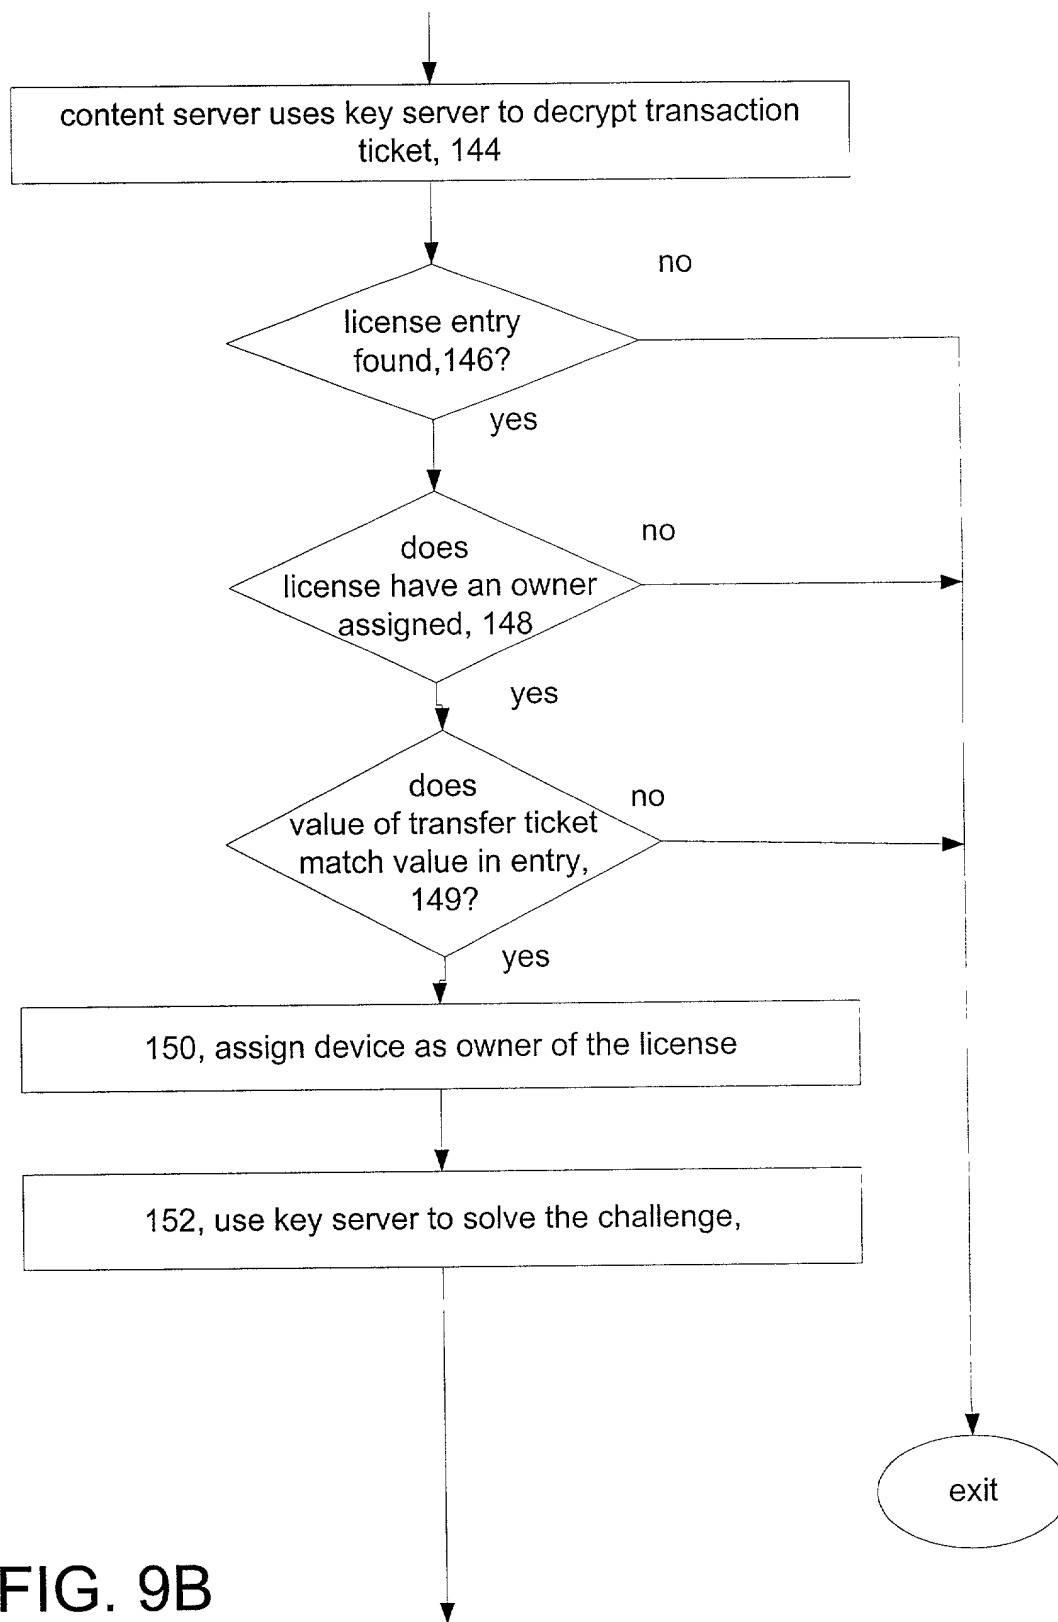 content server uses key server to decrypt transaction
ticket, 144
no
license entry
found,146?
yes
no
does
license have an owner
assigned, 148
yes
does
no
value of transfer ticket
match value in entry,
149?
yes
150, assign device as owner of the license
152, use key server to solve the challenge,
exit
FIG. 9B